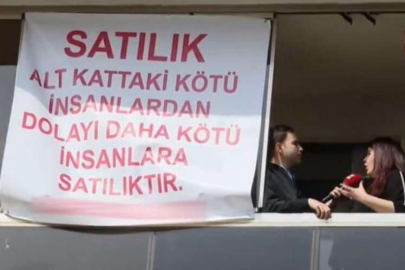 SATILIK
ALT KATTAKİ KÖTÜ
İNSANLARDAN
DOLAYI DAHA KÖTÜ
İNSANLARA
SATILIKTIR.